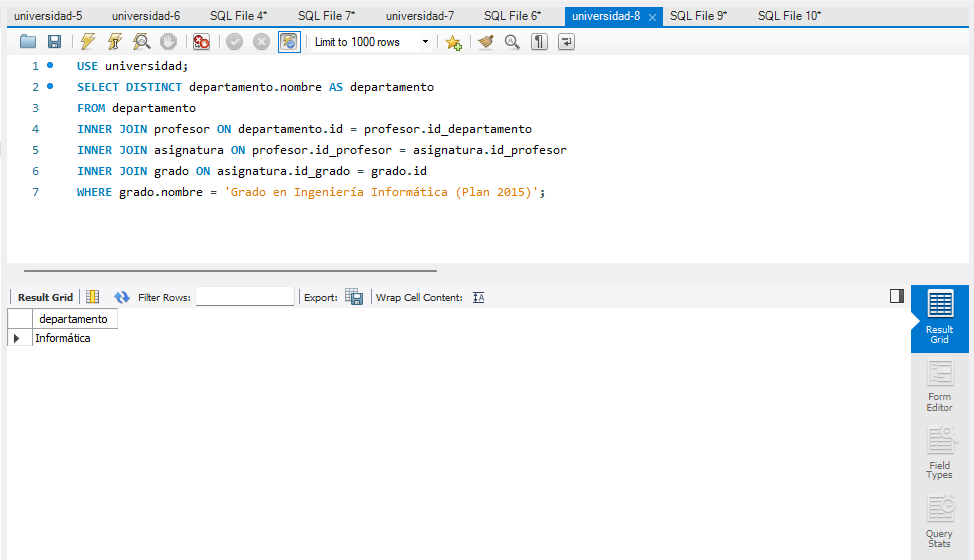 universidad-5 universidad-6 SQL File 4* SQL File 7* universidad-7 SQL File 6* universidad-8 SQL File 9* SQL File 10*
Limit to 1000 rows
1 USE universidad;
2 SELECT DISTINCT departamento.nombre AS departamento
3 FROM departamento
4 INNER JOIN profesor ON departamento.id = profesor.id_departamento
5 INNER JOIN asignatura ON profesor.id_profesor = asignatura.id_profesor
6 INNER JOIN grado ON asignatura.id_grado = grado.id
7 WHERE grado.nombre = 'Grado en Ingeniería Informática (Plan 2015)';
Result Grid Filter Rows: Export: Wrap Cell Content:
departamento
Informática
Result
Grid
Form
Editor
Field
Types
Query
Stats